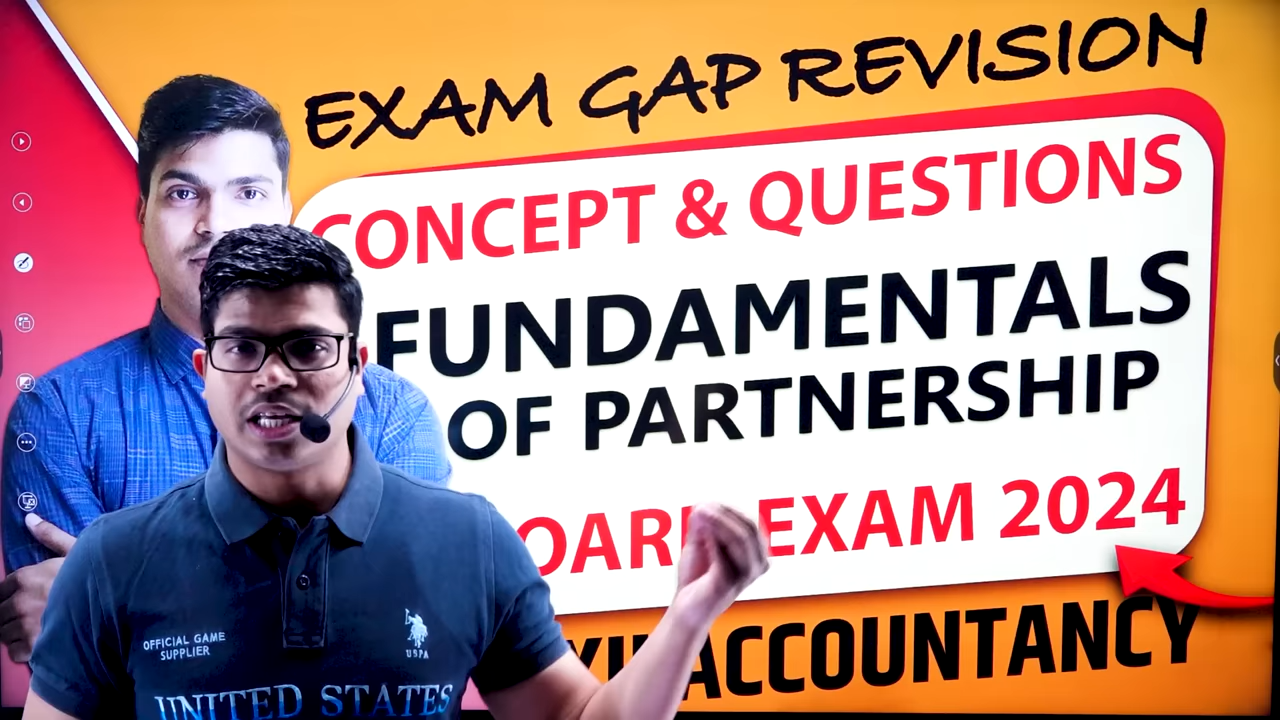 EXAM GAP REVISION
CONCEPT & QUESTIONS
FUNDAMENTALS
OF PARTNERSHIP
EXAM 2024
ACCOUNTANCY
OFFICIAL GAME
SUPPLIER
USPA
UNITED STATES